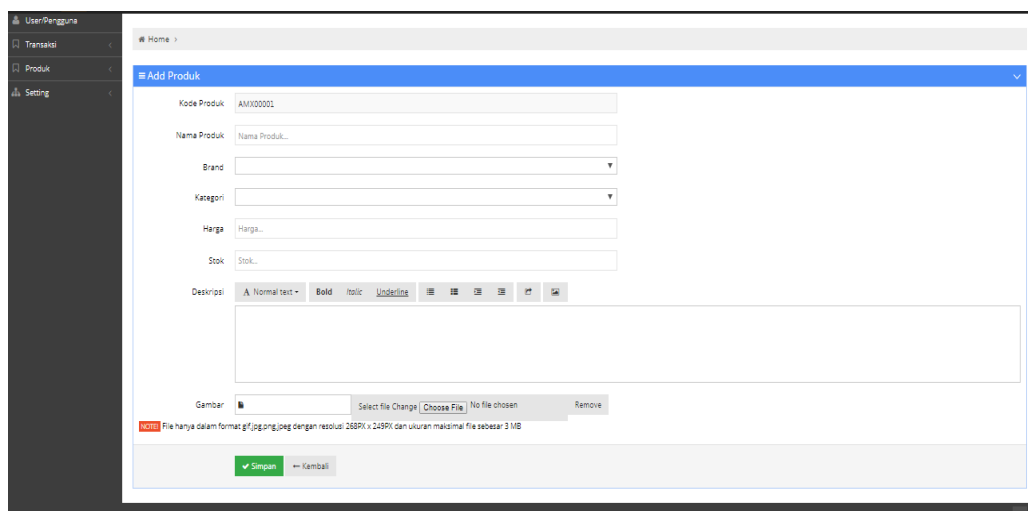 User/Pengguna
Transaksi
Produk
Setting
Home >
Add Produk
Kode Produk AMX00001
Nama Produk Nama Produk...
Brand
Kategori
Harga Harga...
Stok Stok...
Deskripsi A Normal text Bold Italic Underline
Gambar Select file Change Choose File No file chosen Remove
NOTE! File hanya dalam format gif,jpg,png,jpeg dengan resolusi 268PX x 249PX dan ukuran maksimal file sebesar 3 MB
Simpan Kembali